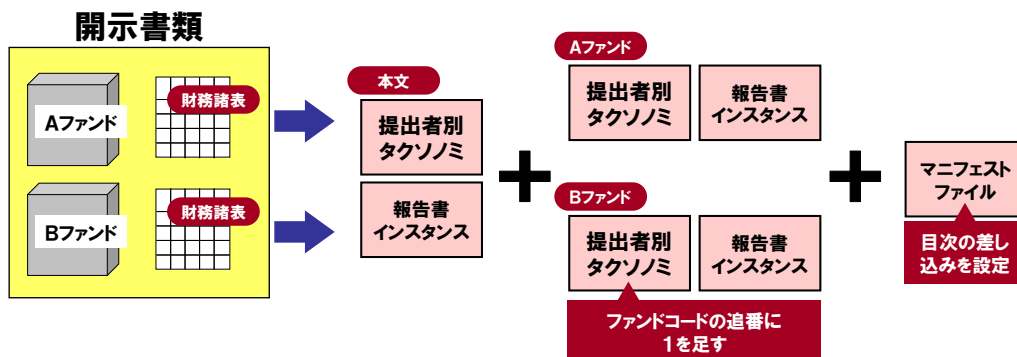 開示書類
Aファンド
財務諸表
Bファンド
財務諸表
本文
提出者別
タクソノミ
報告書
インスタンス
Aファンド
提出者別
タクソノミ
報告書
インスタンス
Bファンド
提出者別
タクソノミ
報告書
インスタンス
ファンドコードの追番に
1を足す
マニフェスト
ファイル
目次の差し
込みを設定